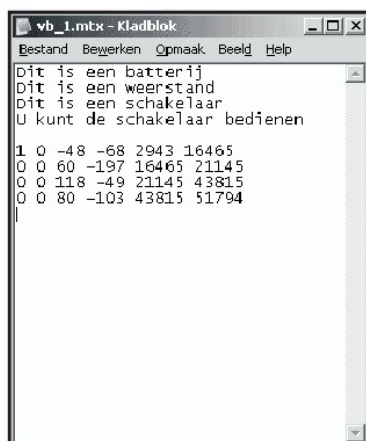 vb_1.mtx - Kladblok
Bestand Bewerken Opmaak Beeld Help
Dit is een batterij
Dit is een weerstand
Dit is een schakelaar
U kunt de schakelaar bedienen
1 0 -48 -68 2943 16465
0 0 60 -197 16465 21145
0 0 118 -49 21145 43815
0 0 80 -103 43815 51794